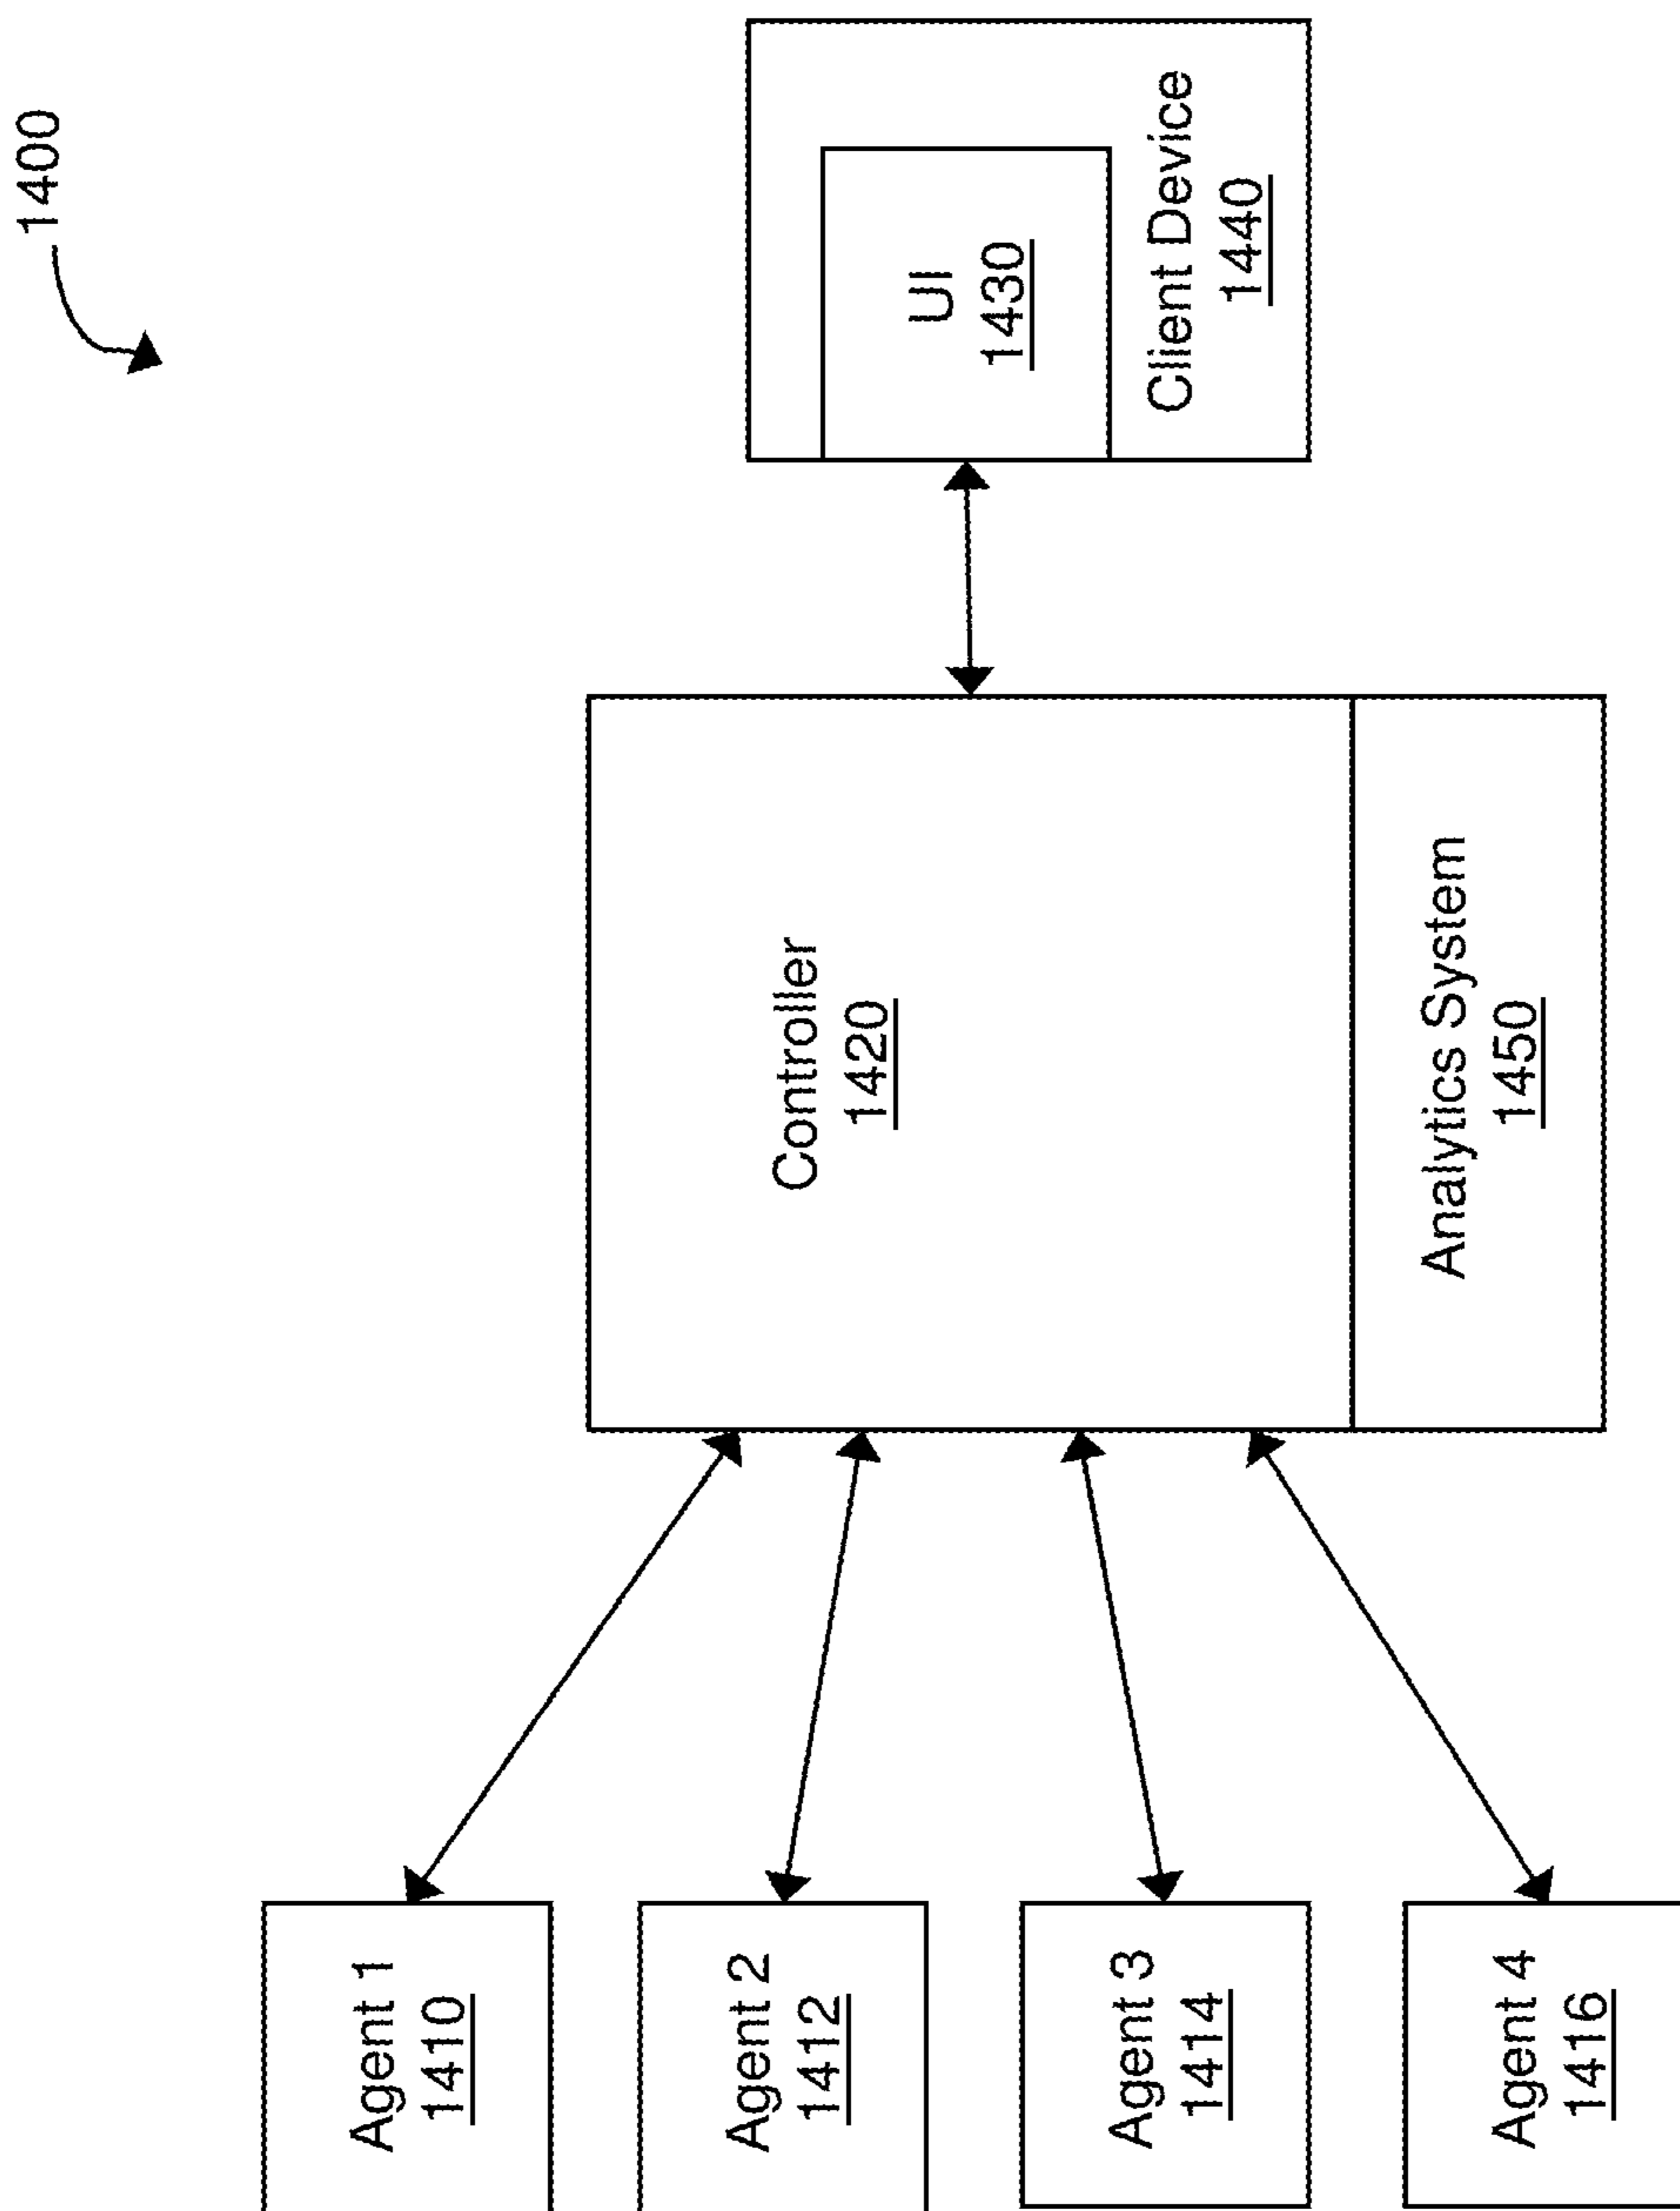 1400
Agent 1
1410
Agent 2
1412
Agent 3
1414
Agent 4
1416
Controller
1420
Analytics System
1450
UI
1430
Client Device
1440